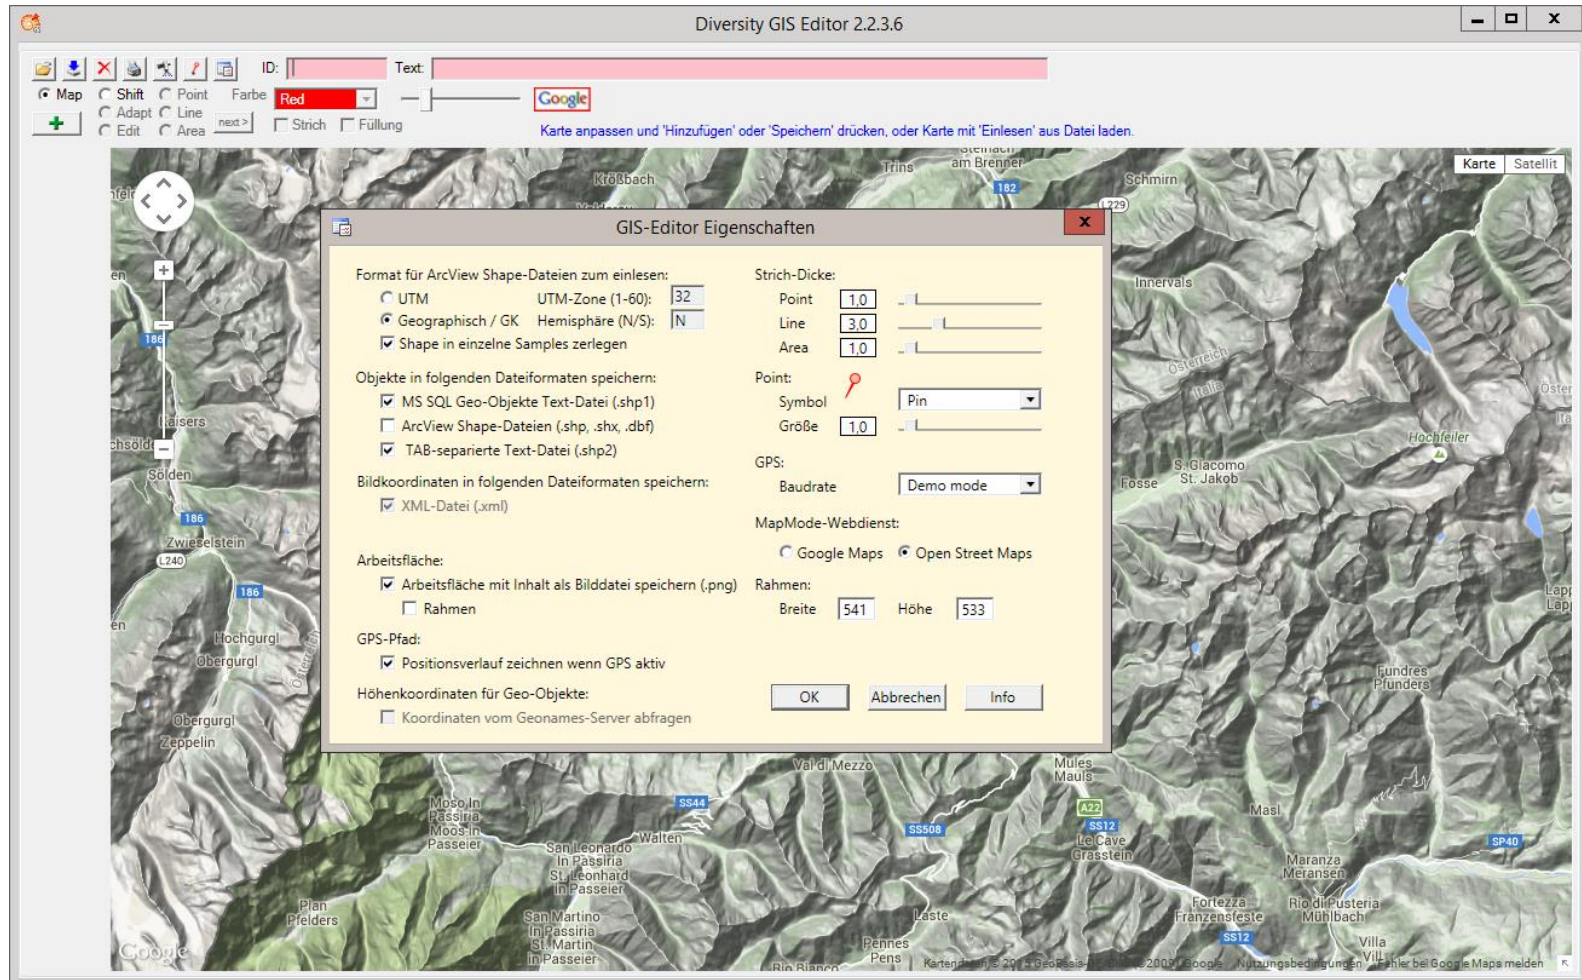 Diversity GIS Editor 2.2.3.6
ID: Text:
Map Shift Point Farbe Red Google
Adapt Line
Edit Area next > Strich Füllung
Karte anpassen und 'Hinzufügen' oder 'Speichern' drücken, oder Karte mit 'Einlesen' aus Datei laden.
Karte Satellit
Trins
am Brenner
Krößbach
182
Schmirn
L229
GIS-Editor Eigenschaften
Format für ArcView Shape-Dateien zum einlesen:
UTM UTM-Zone (1-60): 32
Geographisch / GK Hemisphäre (N/S): N
Shape in einzelne Samples zerlegen
Objekte in folgenden Dateiformaten speichern:
MS SQL Geo-Objekte Text-Datei (.shp1)
ArcView Shape-Dateien (.shp, .shx, .dbf)
TAB-separierte Text-Datei (.shp2)
Bildkoordinaten in folgenden Dateiformaten speichern:
XML-Datei (.xml)
Arbeitsfläche:
Arbeitsfläche mit Inhalt als Bilddatei speichern (.png)
Rahmen
GPS-Pfad:
Positionsverlauf zeichnen wenn GPS aktiv
Höhenkoordinaten für Geo-Objekte:
Koordinaten vom Geonames-Server abfragen
Strich-Dicke:
Point 1,0
Line 3,0
Area 1,0
Point:
Symbol Pin
Größe 1,0
GPS:
Baudrate Demo mode
MapMode-Webdienst:
Google Maps Open Street Maps
Rahmen:
Breite 541 Höhe 533
OK Abbrechen Info
Innervals
186
Österreich
Italia
Hochfeiler
Sölden
S. Giacomo
St. Jakob
Fosse
186
Zwieselstein
L240
186
Hochgurgl
Obergurgl
Österreich
Fundres
Pfunders
Obergurgl
Zeppelin
Val di Mezzo
Mules
Mauls
Moso In
Passiria
Moos in
Passeier
SS44
Walten
SS508
A22
SS12
Le Cave
Grasstein
Masl
SP40
San Leonardo
In Passiria
St. Leonhard
in Passeier
Maranza
Meransen
Plan
Pfelders
San Martino
In Passiria
St. Martin
in Passeier
Laste
Fortezza
Franzensfeste
Rio di Pusteria
Mühlbach
SS12
Pennes
Pens
Rio Bianco
Villa
Google
Nutzungsbedingungen Fehler bei Google Maps melden